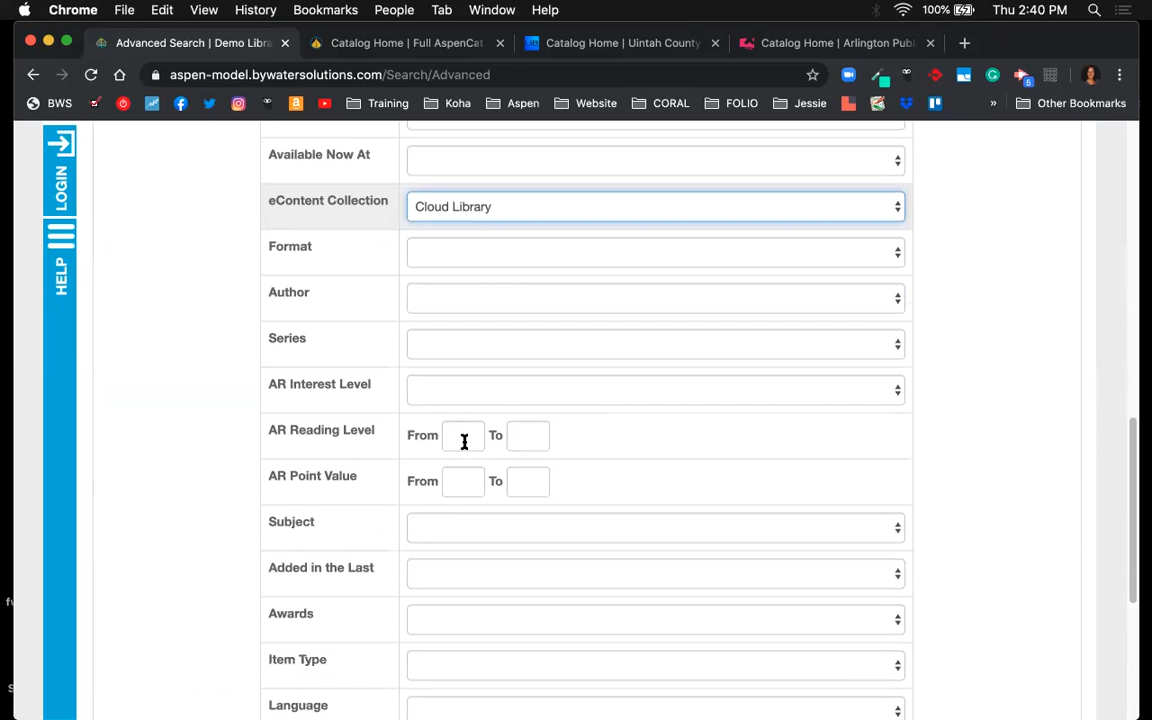 Chrome File Edit View History Bookmarks People Tab Window Help 100% Thu 2:40 PM
Advanced Search | Demo Libra Catalog Home | Full AspenCat Catalog Home | Uintah County Catalog Home | Arlington Publ
aspen-model.bywatersolutions.com/Search/Advanced
BWS Training Koha Aspen Website CORAL FOLIO Jessie » Other Bookmarks
LOGIN
HELP
Available Now At
eContent Collection Cloud Library
Format
Author
Series
AR Interest Level
AR Reading Level From To
AR Point Value From To
Subject
Added in the Last
Awards
Item Type
Language